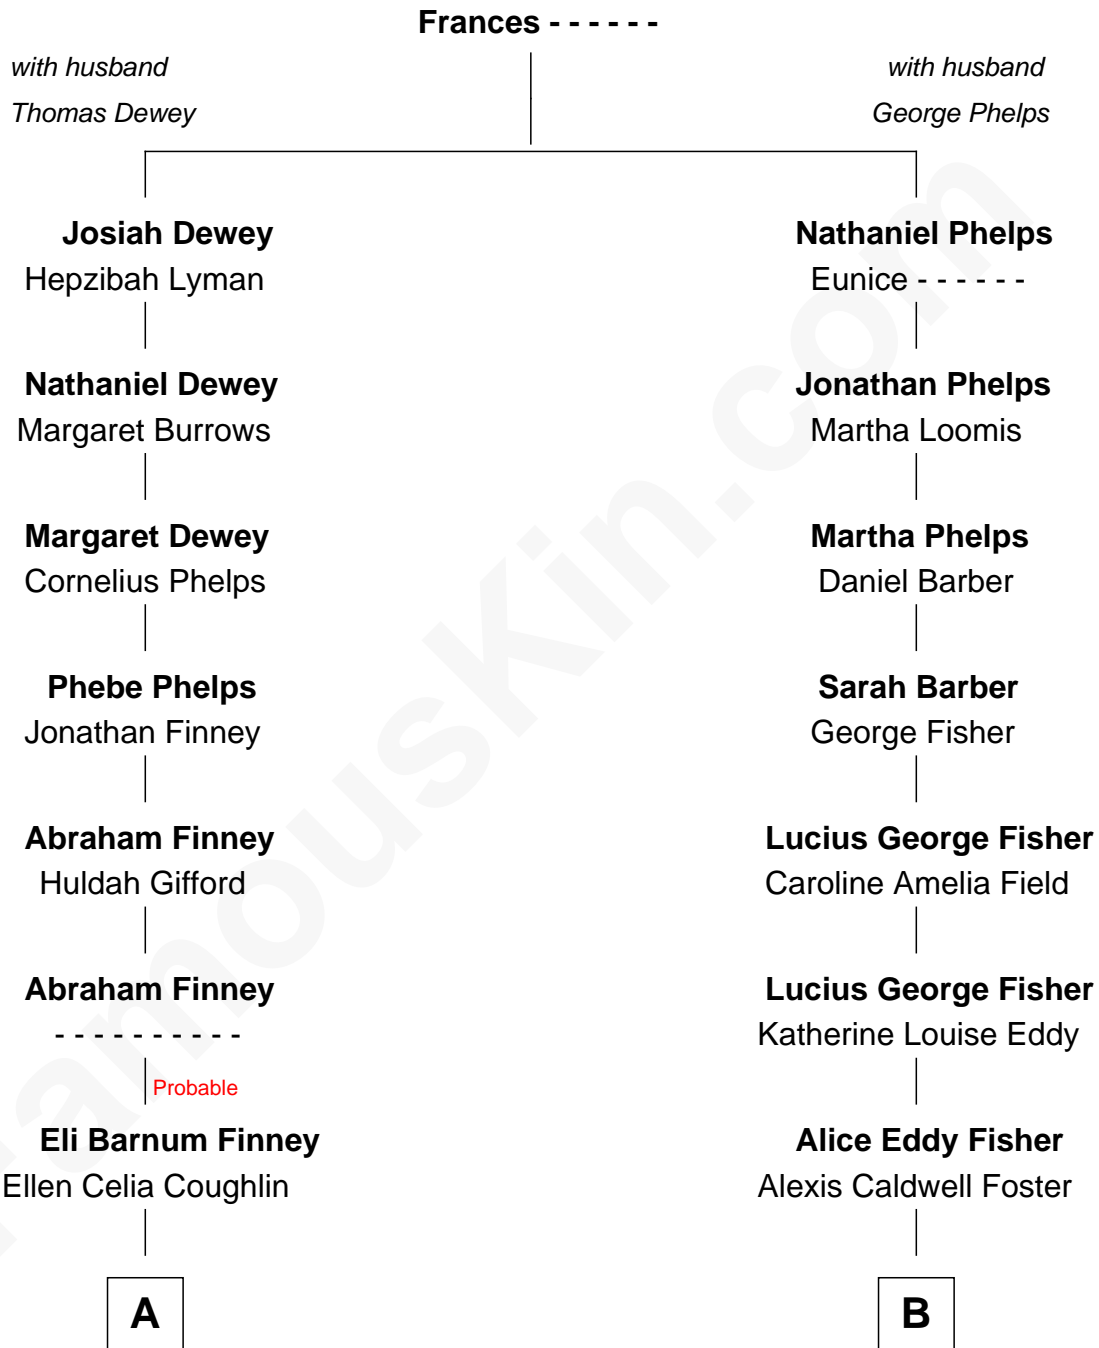 Frances - - - - - -
with husband
Thomas Dewey
with husband
George Phelps
Josiah Dewey
Hepzibah Lyman
Nathaniel Phelps
Eunice - - - - - -
Nathaniel Dewey
Margaret Burrows
Jonathan Phelps
Martha Loomis
Margaret Dewey
Cornelius Phelps
Martha Phelps
Daniel Barber
Phebe Phelps
Jonathan Finney
Sarah Barber
George Fisher
Abraham Finney
Huldah Gifford
Lucius George Fisher
Caroline Amelia Field
Abraham Finney
- - - - - - - - - -
Lucius George Fisher
Katherine Louise Eddy
Probable
Eli Barnum Finney
Ellen Celia Coughlin
Alice Eddy Fisher
Alexis Caldwell Foster
A
B
FamousKin.com